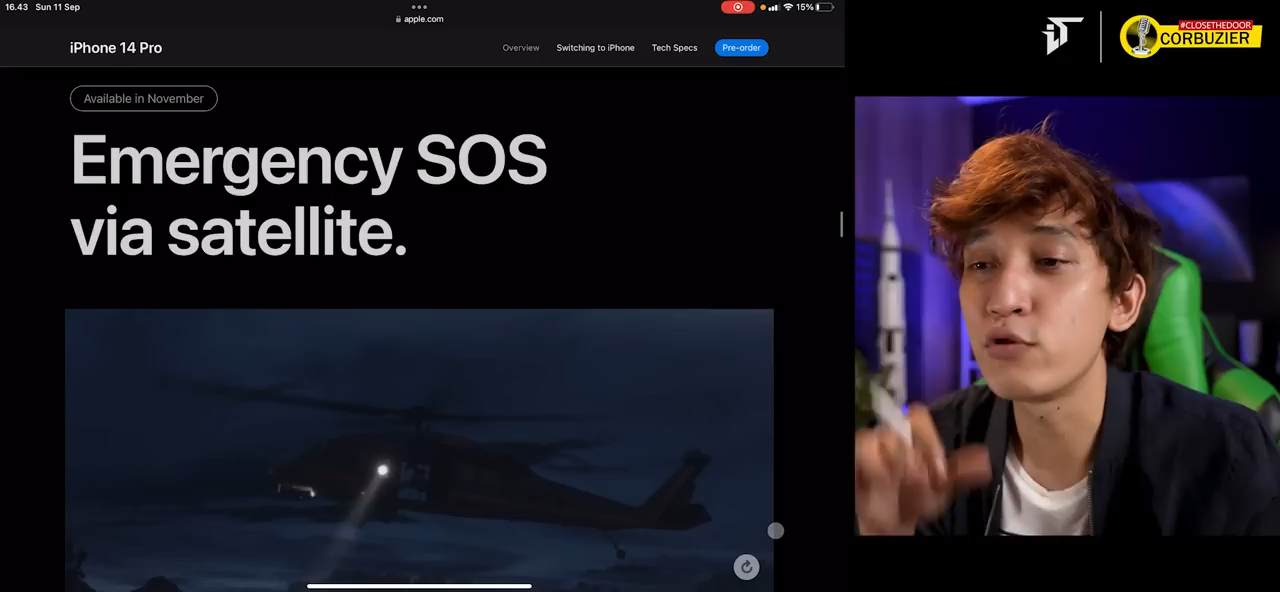 16.43 Sun 11 Sep
15%
apple.com
iPhone 14 Pro
Overview
Switching to iPhone
Tech Specs
Pre-order
Available in November
Emergency SOS
via satellite.
#CLOSETHEDOOR
CORBUZIER